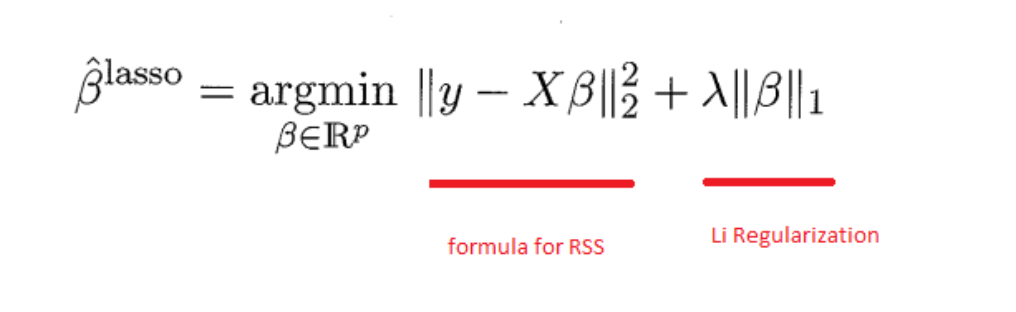 β̂^lasso = argmin_{β∈ℝ^p} ‖y − Xβ‖₂² + λ‖β‖₁
formula for RSS
Li Regularization